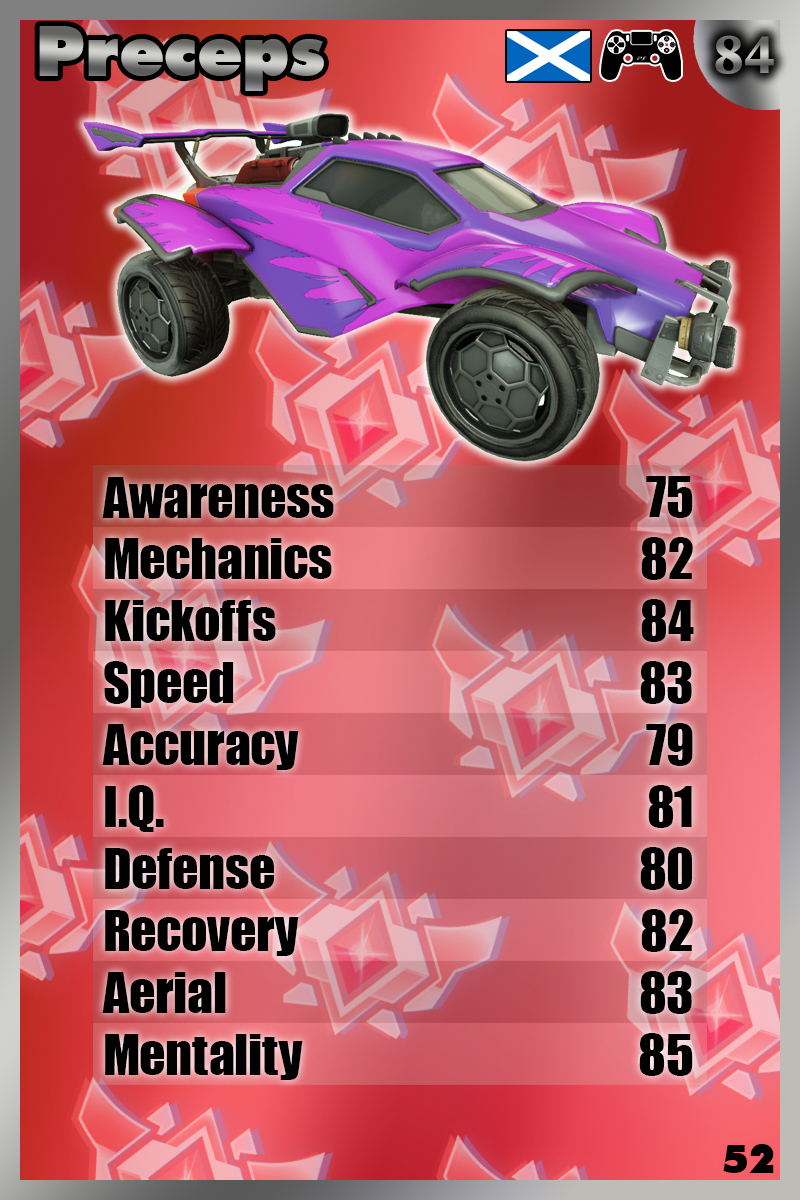 Preceps 84
Awareness 75
Mechanics 82
Kickoffs 84
Speed 83
Accuracy 79
I.Q. 81
Defense 80
Recovery 82
Aerial 83
Mentality 85
52